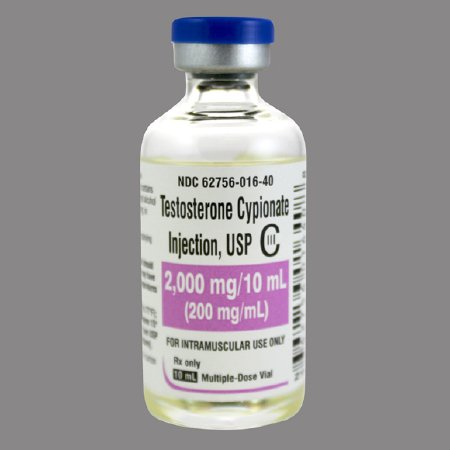 NDC 62756-016-40
Testosterone Cypionate
Injection, USP CIII
2,000 mg/10 mL
(200 mg/mL)
FOR INTRAMUSCULAR USE ONLY
Rx only
10 mL Multiple-Dose Vial